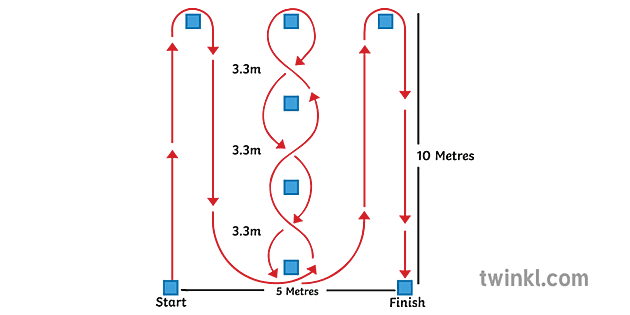 3.3m
3.3m
10 Metres
3.3m
5 Metres
Start
Finish
twinkl.com